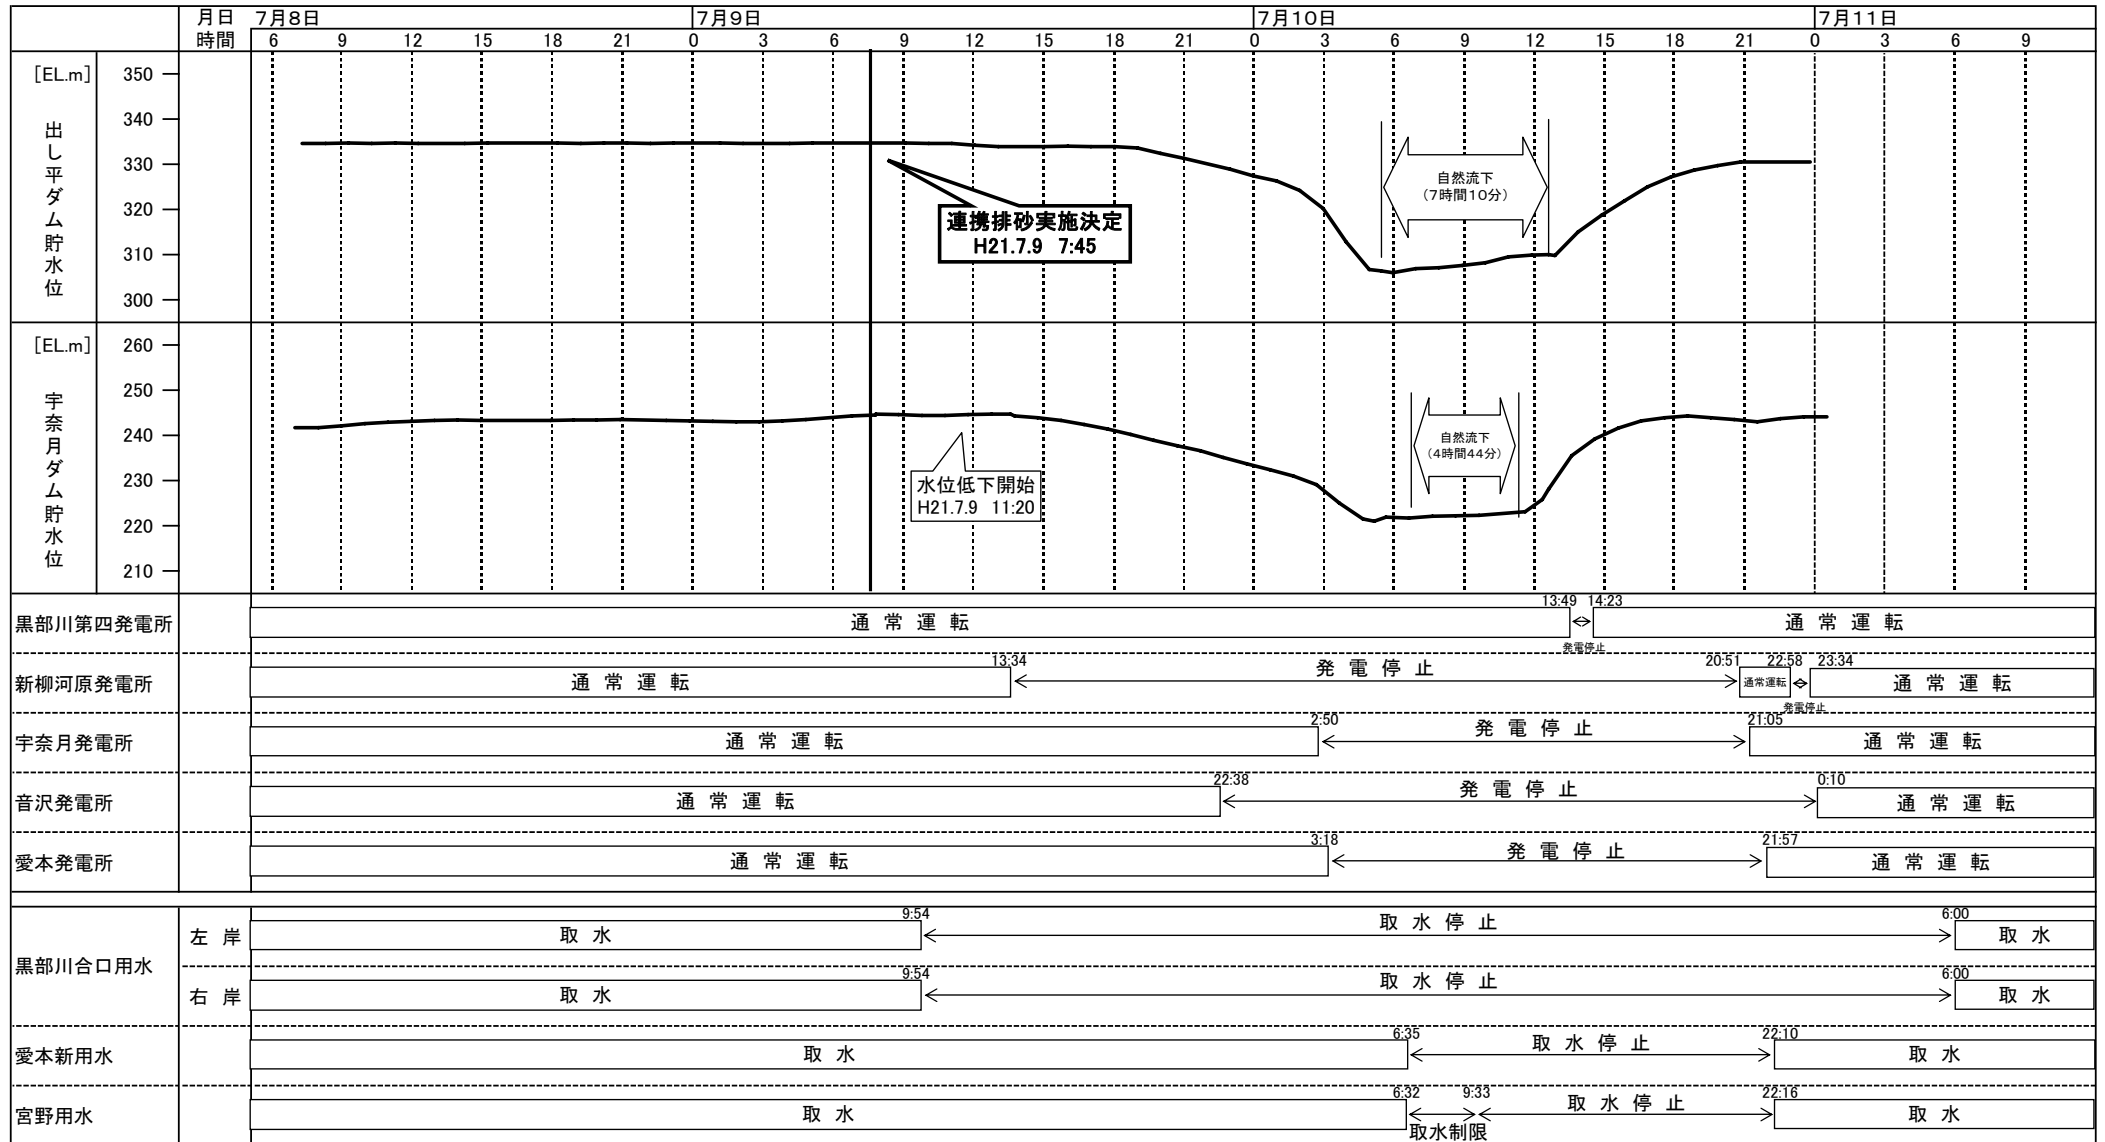 月日 7月8日 7月9日 7月10日 7月11日
時間 6 9 12 15 18 21 0 3 6 9 12 15 18 21 0 3 6 9 12 15 18 21 0 3 6 9
[EL.m] 350
340
330
320
310
300
出し平ダム貯水位
自然流下
(7時間10分)
連携排砂実施決定
H21.7.9 7:45
[EL.m] 260
250
240
230
220
210
宇奈月ダム貯水位
自然流下
(4時間44分)
水位低下開始
H21.7.9 11:20
13:49 14:23
黒部川第四発電所 通常運転 通常運転
発電停止
13:34 発電停止 20:51 22:58 23:34
新柳河原発電所 通常運転 通常運転 通常運転
発電停止
2:50 発電停止 21:05
宇奈月発電所 通常運転 通常運転
22:38 発電停止 0:10
音沢発電所 通常運転 通常運転
3:18 発電停止 21:57
愛本発電所 通常運転 通常運転
黒部川合口用水
9:54 取水停止 6:00
左岸 取水 取水
9:54 取水停止 6:00
右岸 取水 取水
6:35 取水停止 22:10
愛本新用水 取水 取水
6:32 9:33 取水停止 22:16
宮野用水 取水 取水
取水制限